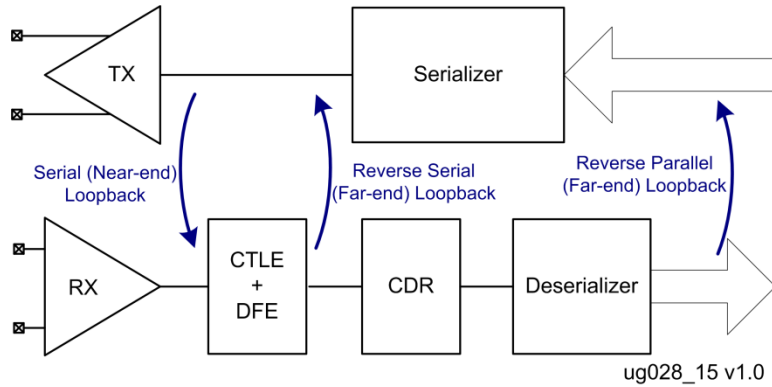 TX
Serializer
Serial (Near-end)
Loopback
Reverse Serial
(Far-end) Loopback
Reverse Parallel
(Far-end) Loopback
RX
CTLE
+
DFE
CDR
Deserializer
ug028_15 v1.0